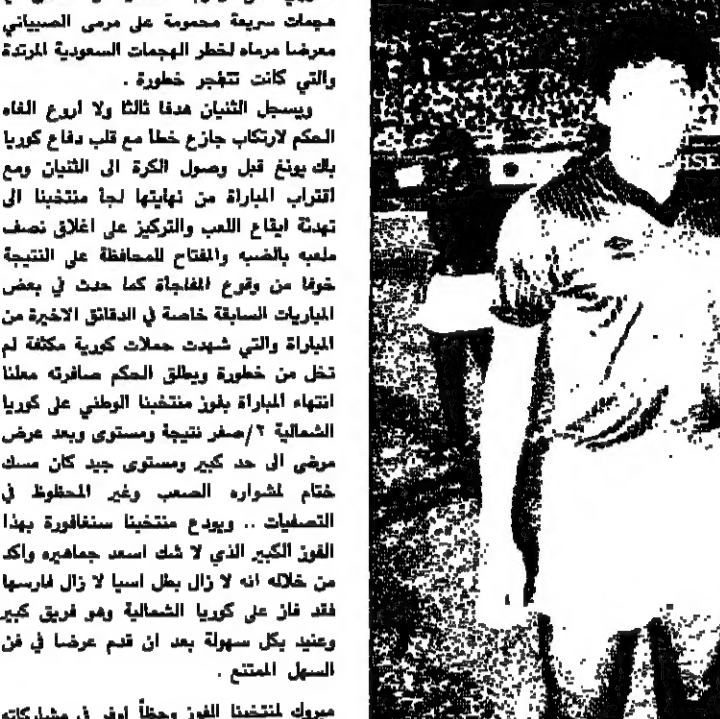 هجمات سريعة محمومة على مرمى الصيياني
معرضا مرماه لخطر الهجمات السعودية المرتدة
والتي كانت تتفجر خطورة .
ويسجل الثنيان هدفا ثالثا ولا أروع الغاه
الحكم لارتكاب جازع خطا مع قلب دفاع كوريا
باك يونغ قبل وصول الكرة الى الثنيان ومع
اقتراب المباراة من نهايتها لجأ منتخبنا الى
تهدئة ايقاع اللعب والتركيز على اغلاق نصف
ملعبه بالضبه والمفتاح للمحافظة على النتيجة
خوفا من وقوع المفاجأة كما حدث في بعض
المباريات السابقة خاصة في الدقائق الاخيرة من
المباراة والتي شهدت حملات كورية مكثفة لم
تخل من خطورة ويطلق الحكم صافرته معلنا
انتهاء المباراة بفوز منتخبنا الوطني على كوريا
الشمالية ٢/صفر نتيجة ومستوى وبعد عرض
مرضى الى حد كبير ومستوى جيد كان مسك
ختام لمشواره الصعب وغير المحظوظ في
التصفيات .. ويودع منتخبنا سنغافورة بهذا
الفوز الكبير الذي لا شك اسعد جماهيره واكد
من خلاله انه لا زال بطل اسيا لا زال فارسها
فقد فاز على كوريا الشمالية وهو فريق كبير
وعنيد بكل سهولة بعد ان قدم عرضا في فن
السهل الممتنع .
مبروك لمنتخبنا الفوز وحظاً اوفر في مشاركاته